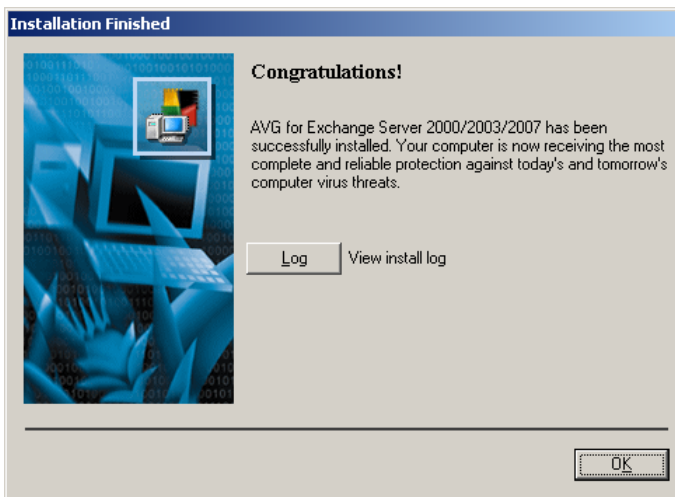 Installation Finished
Congratulations!
AVG for Exchange Server 2000/2003/2007 has been
successfully installed. Your computer is now receiving the most
complete and reliable protection against today's and tomorrow's
computer virus threats.
Log View install log
OK